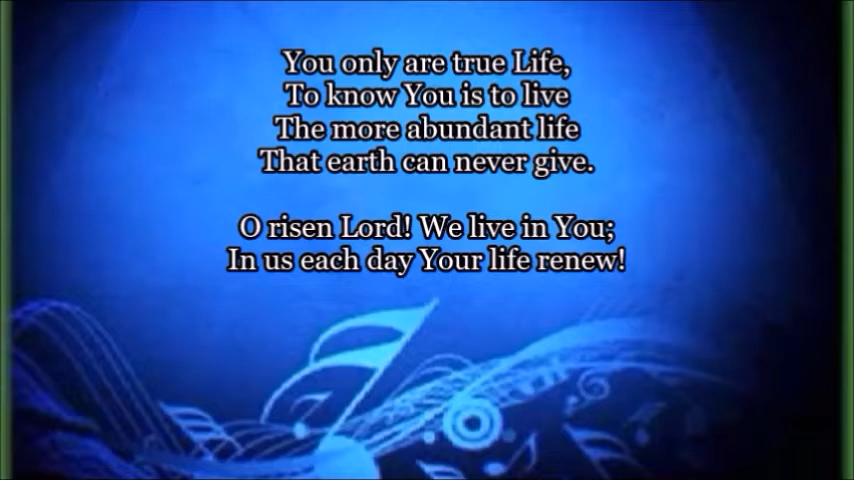 You only are true Life,
To know You is to live
The more abundant life
That earth can never give.
O risen Lord! We live in You;
In us each day Your life renew!